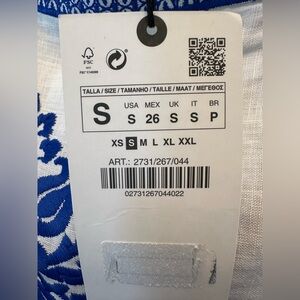 FSC
TALLA / SIZE / TAMANHO / TAILLE / MAAT / ΜΕΓΕΘΟΣ
USA MEX UK IT BR
S S 26 S S P
XS S M L XL XXL
ART.: 2731/267/044
02731267044022